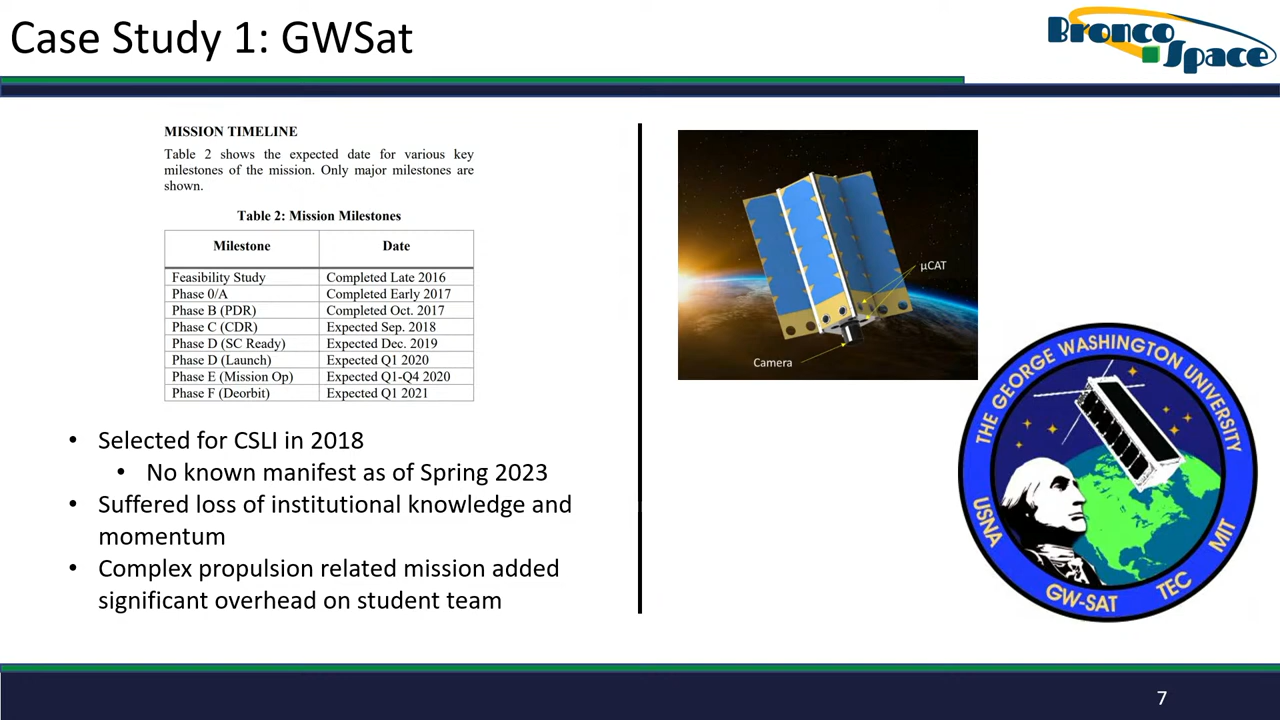 Case Study 1: GWSat
Bronco
Space
MISSION TIMELINE
Table 2 shows the expected date for various key
milestones of the mission. Only major milestones are
shown.
Table 2: Mission Milestones
Milestone Date
Feasibility Study Completed Late 2016
Phase 0/A Completed Early 2017
Phase B (PDR) Completed Oct. 2017
Phase C (CDR) Expected Sep. 2018
Phase D (SC Ready) Expected Dec. 2019
Phase D (Launch) Expected Q1 2020
Phase E (Mission Op) Expected Q1-Q4 2020
Phase F (Deorbit) Expected Q1 2021
• Selected for CSLI in 2018
• No known manifest as of Spring 2023
• Suffered loss of institutional knowledge and
momentum
• Complex propulsion related mission added
significant overhead on student team
µCAT
Camera
THE GEORGE WASHINGTON UNIVERSITY
USNA
GW-SAT
TEC
MIT
7